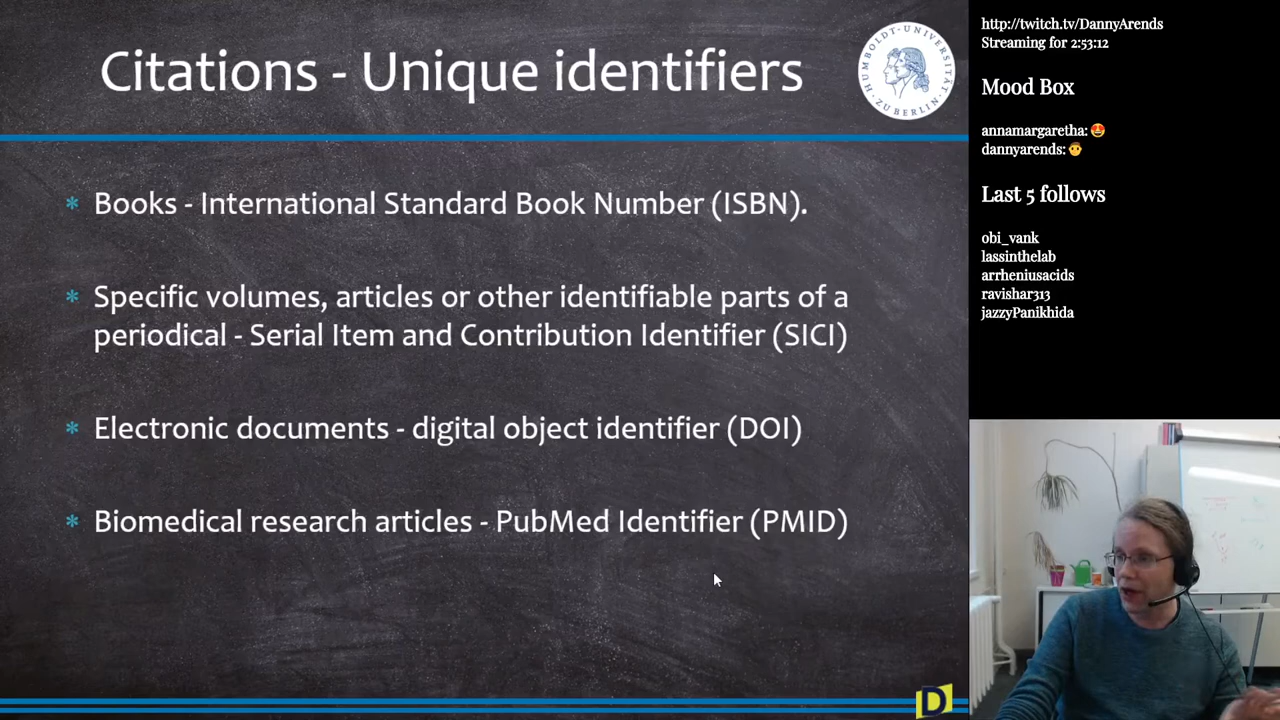 Citations - Unique identifiers
HUMBOLDT-UNIVERSITÄT ZU BERLIN
* Books - International Standard Book Number (ISBN).
* Specific volumes, articles or other identifiable parts of a
periodical - Serial Item and Contribution Identifier (SICI)
* Electronic documents - digital object identifier (DOI)
* Biomedical research articles - PubMed Identifier (PMID)
D
http://twitch.tv/DannyArends
Streaming for 2:53:12
Mood Box
annamargaretha: 😍
dannyarends: 👨
Last 5 follows
obi_vank
lassinthelab
arrheniusacids
ravishar313
jazzyPanikhida